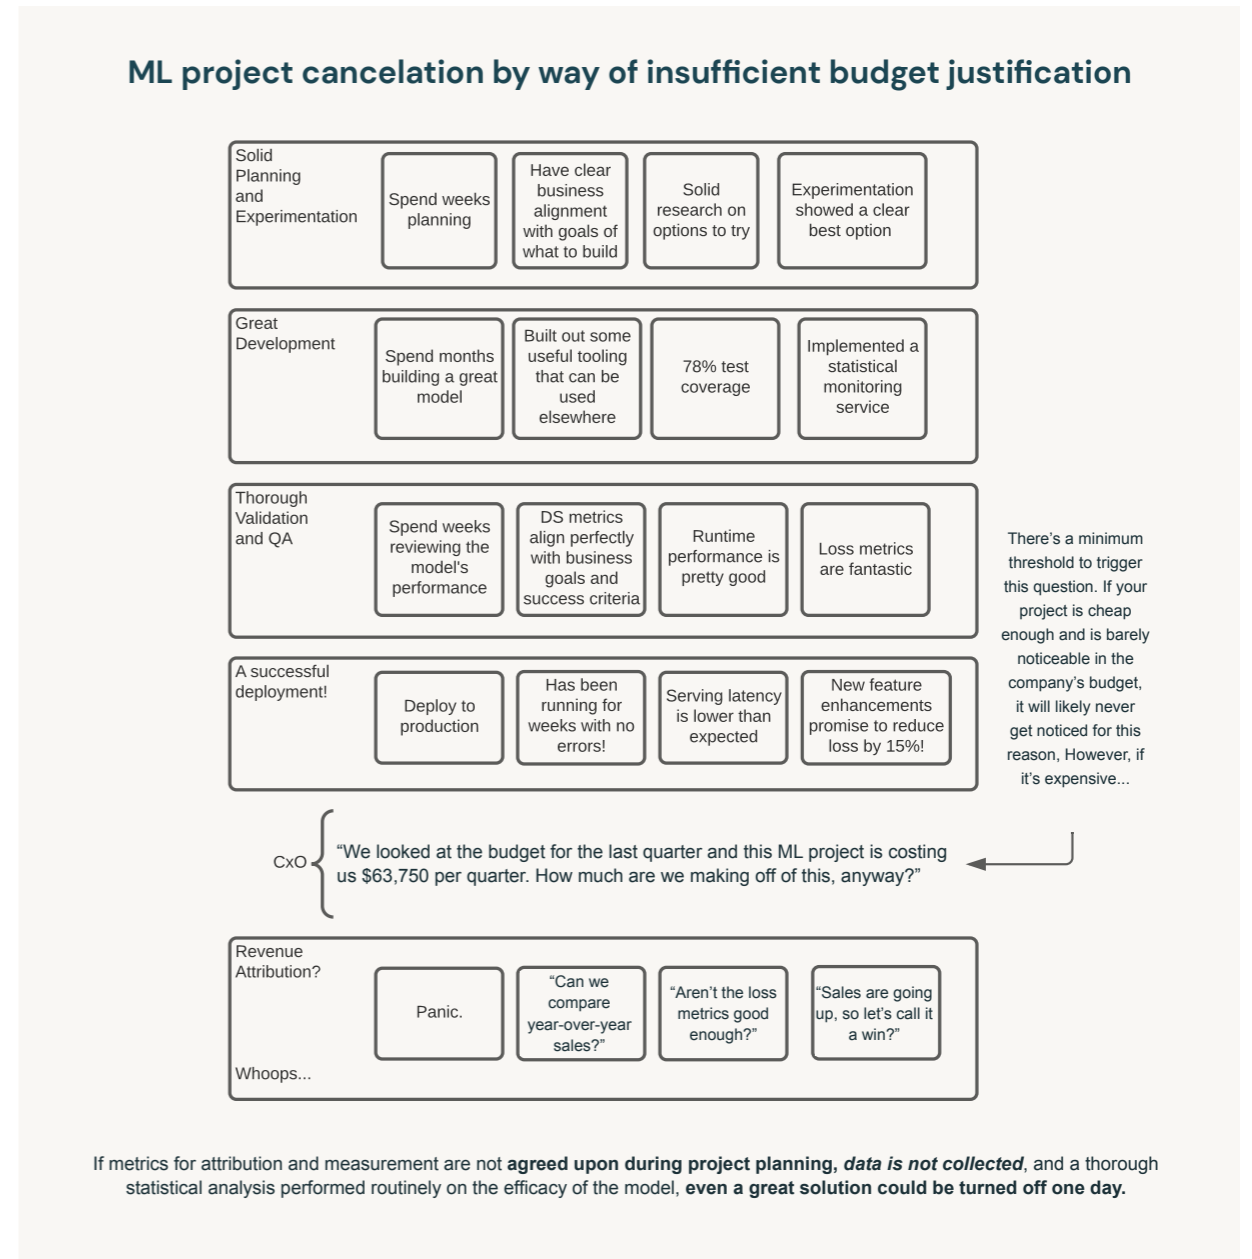 ML project cancelation by way of insufficient budget justification
Solid
Planning
and
Experimentation
Spend weeks
planning
Have clear
business
alignment
with goals of
what to build
Solid
research on
options to try
Experimentation
showed a clear
best option
Great
Development
Spend months
building a great
model
Built out some
useful tooling
that can be
used
elsewhere
78% test
coverage
Implemented a
statistical
monitoring
service
Thorough
Validation
and QA
Spend weeks
reviewing the
model's
performance
DS metrics
align perfectly
with business
goals and
success criteria
Runtime
performance is
pretty good
Loss metrics
are fantastic
A successful
deployment!
Deploy to
production
Has been
running for
weeks with no
errors!
Serving latency
is lower than
expected
New feature
enhancements
promise to reduce
loss by 15%!
There’s a minimum
threshold to trigger
this question. If your
project is cheap
enough and is barely
noticeable in the
company’s budget,
it will likely never
get noticed for this
reason, However, if
it’s expensive...
CxO
“We looked at the budget for the last quarter and this ML project is costing
us $63,750 per quarter. How much are we making off of this, anyway?”
Revenue
Attribution?
Whoops...
Panic.
“Can we
compare
year-over-year
sales?”
“Aren’t the loss
metrics good
enough?”
“Sales are going
up, so let’s call it
a win?”
If metrics for attribution and measurement are not agreed upon during project planning, data is not collected, and a thorough
statistical analysis performed routinely on the efficacy of the model, even a great solution could be turned off one day.